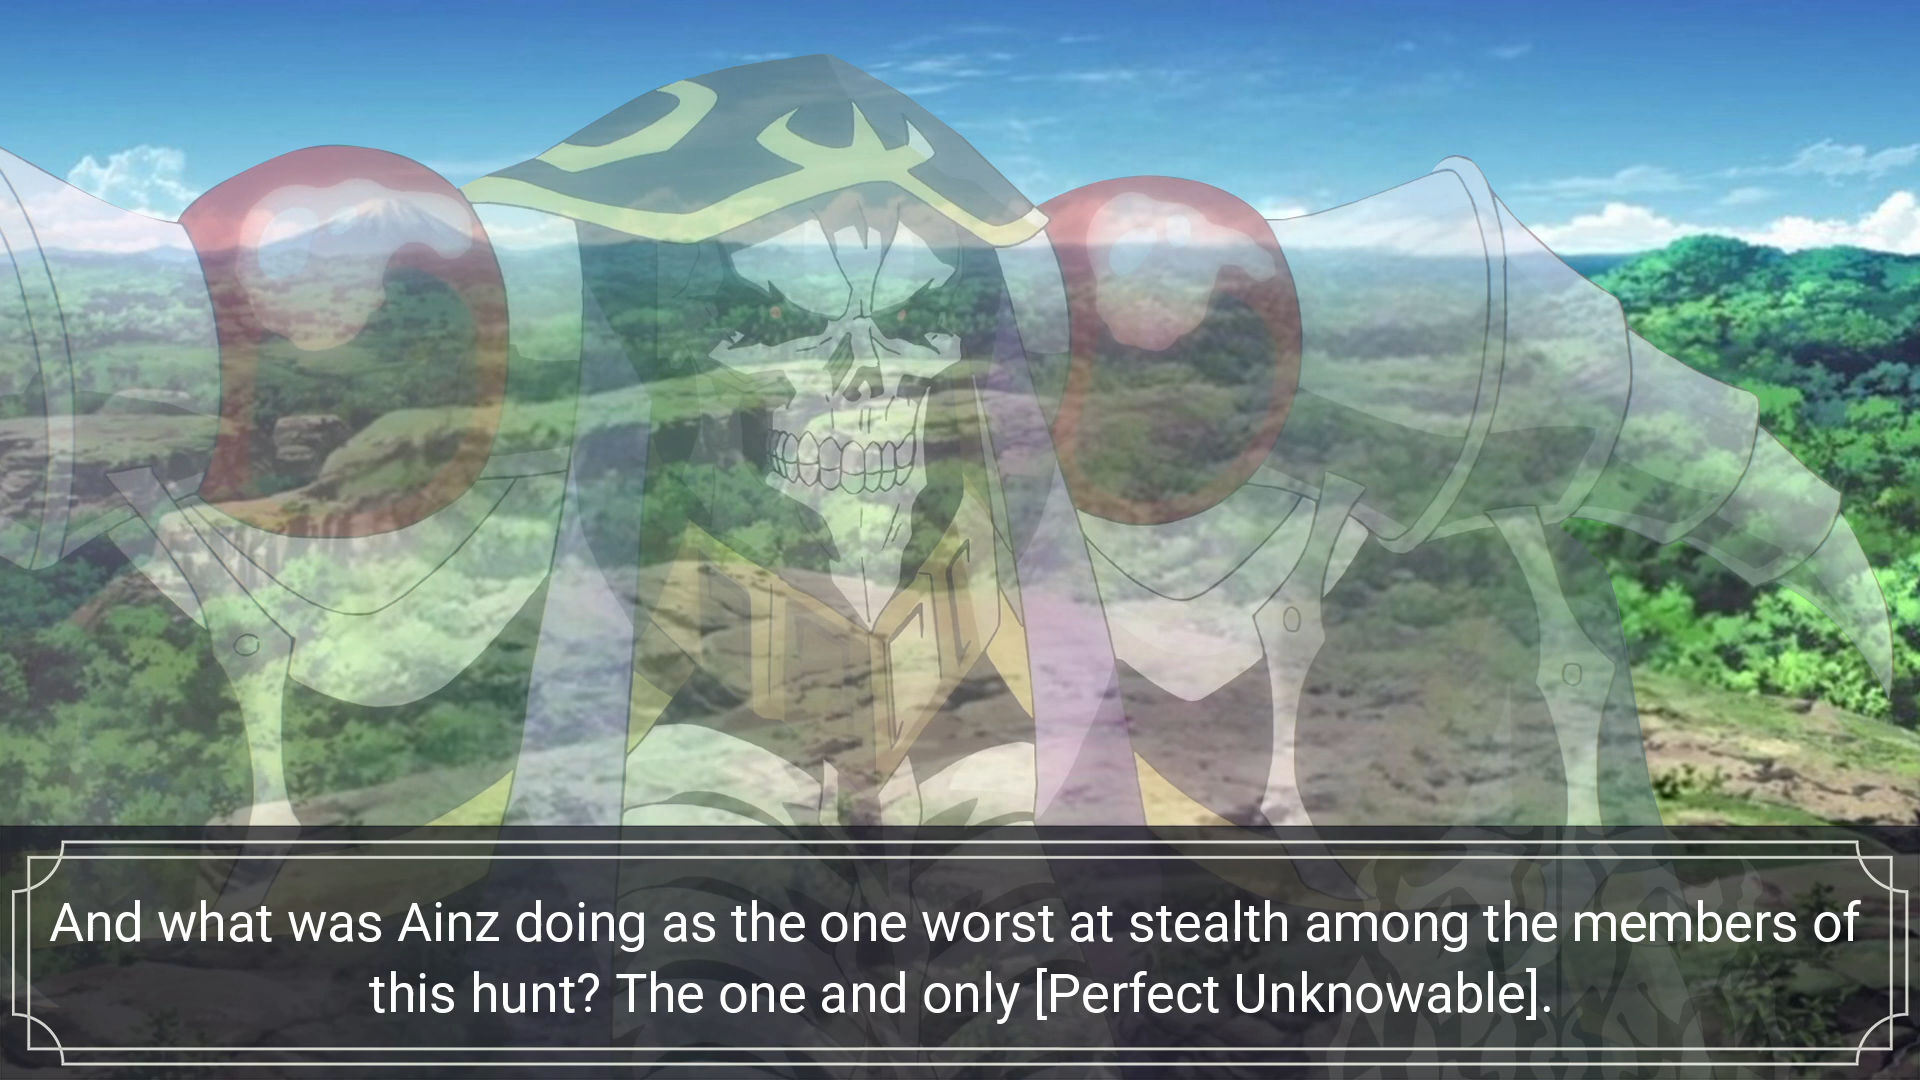 And what was Ainz doing as the one worst at stealth among the members of
this hunt? The one and only [Perfect Unknowable].